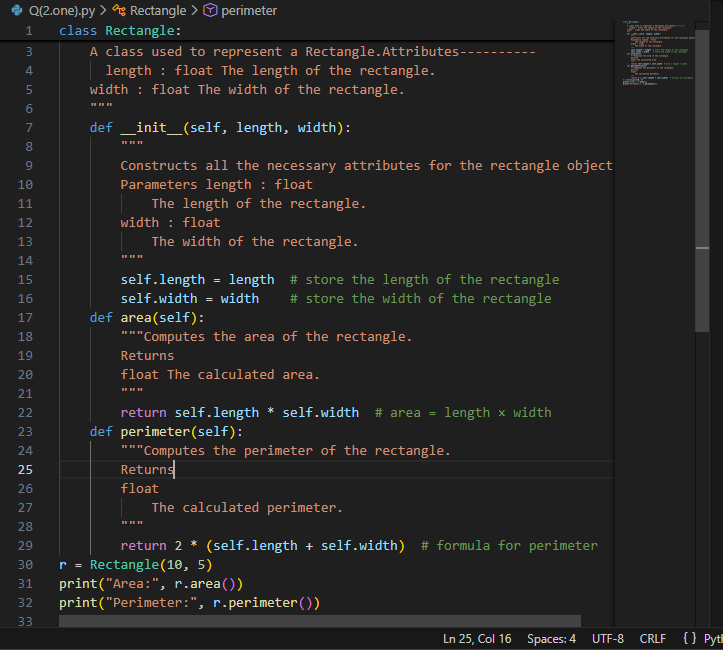 Q(2.one).py > Rectangle > perimeter
1 class Rectangle:
3     A class used to represent a Rectangle.Attributes----------
4       length : float The length of the rectangle.
5     width : float The width of the rectangle.
6     """
7     def __init__(self, length, width):
8         """
9         Constructs all the necessary attributes for the rectangle object
10         Parameters length : float
11             The length of the rectangle.
12         width : float
13             The width of the rectangle.
14         """
15         self.length = length  # store the length of the rectangle
16         self.width = width    # store the width of the rectangle
17     def area(self):
18         """Computes the area of the rectangle.
19         Returns
20         float The calculated area.
21         """
22         return self.length * self.width  # area = length × width
23     def perimeter(self):
24         """Computes the perimeter of the rectangle.
25         Returns
26         float
27             The calculated perimeter.
28         """
29         return 2 * (self.length + self.width)  # formula for perimeter
30 r = Rectangle(10, 5)
31 print("Area:", r.area())
32 print("Perimeter:", r.perimeter())
33
Ln 25, Col 16 Spaces: 4 UTF-8 CRLF {} Pyth